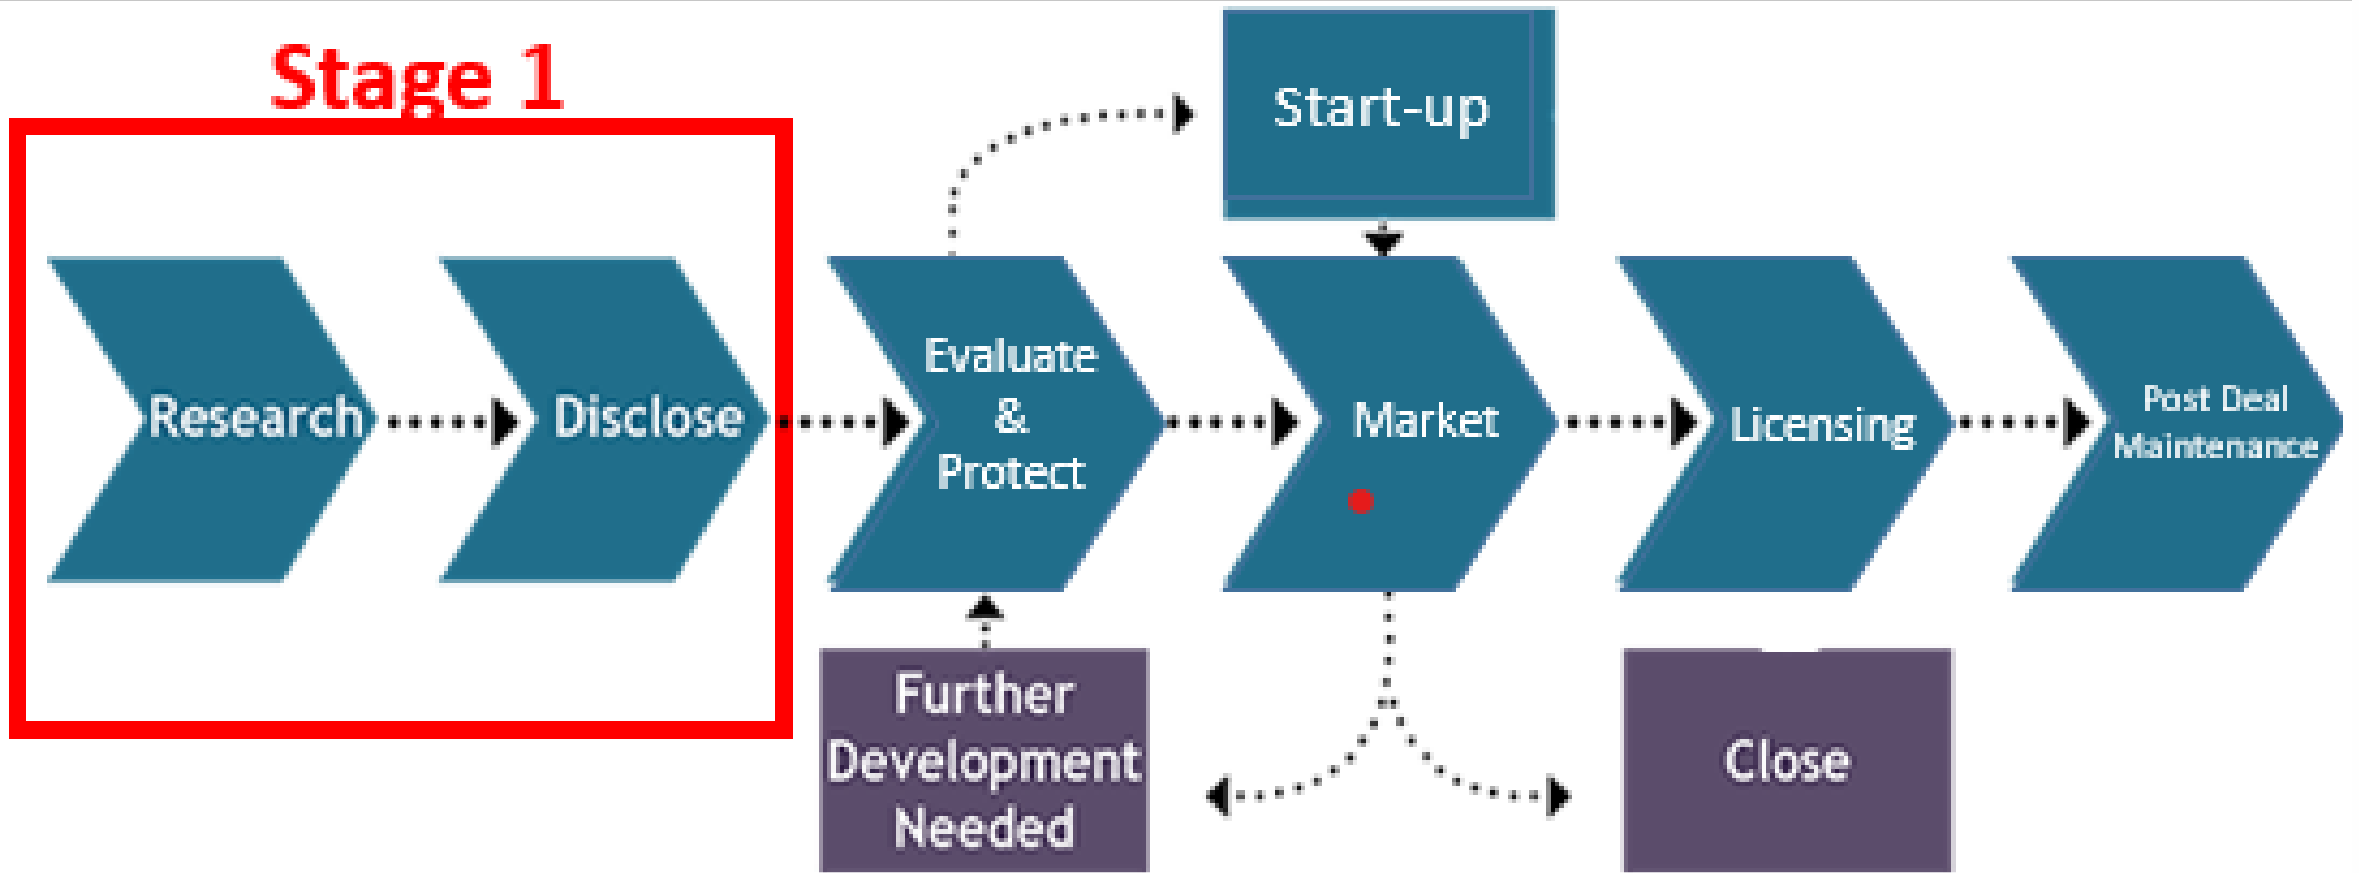 Stage 1
Start-up
Research
Disclose
Evaluate
&
Protect
Market
Licensing
Post Deal
Maintenance
Further
Development
Needed
Close